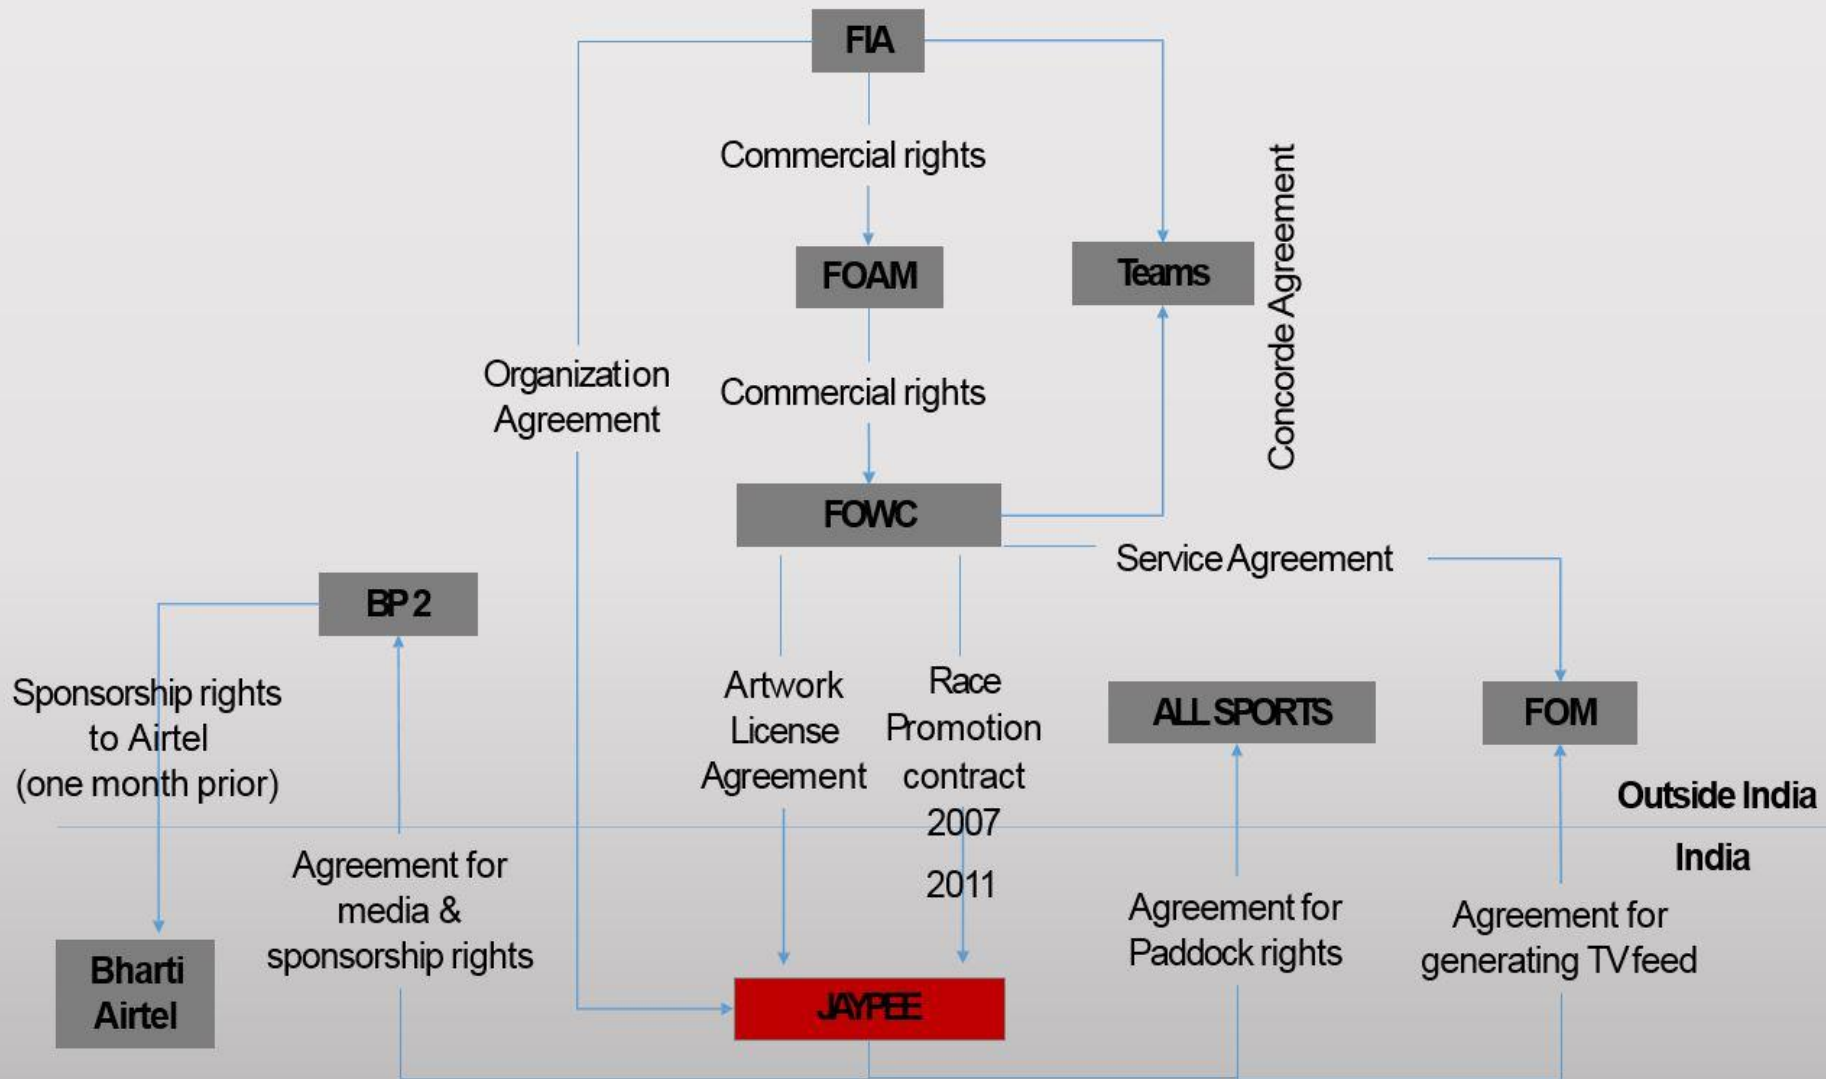 FIA
Commercial rights
Concorde Agreement
FOAM
Teams
Organization
Agreement
Commercial rights
FOWC
Service Agreement
BP 2
Sponsorship rights
to Airtel
(one month prior)
Artwork
License
Agreement
Race
Promotion
contract
2007
2011
ALL SPORTS
FOM
Outside India
India
Agreement for
media &
sponsorship rights
Agreement for
Paddock rights
Agreement for
generating TV feed
Bharti
Airtel
JAYPEE